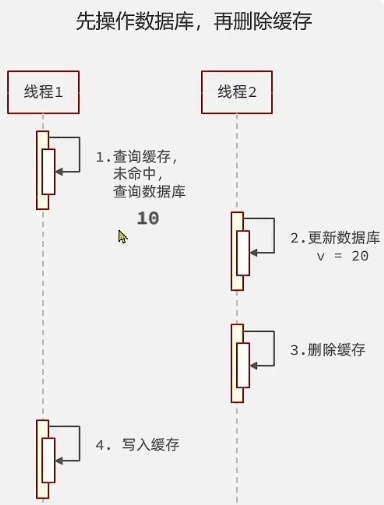 先操作数据库，再删除缓存
线程1
线程2
1.查询缓存，
未命中，
查询数据库
10
2.更新数据库
v = 20
3.删除缓存
4. 写入缓存